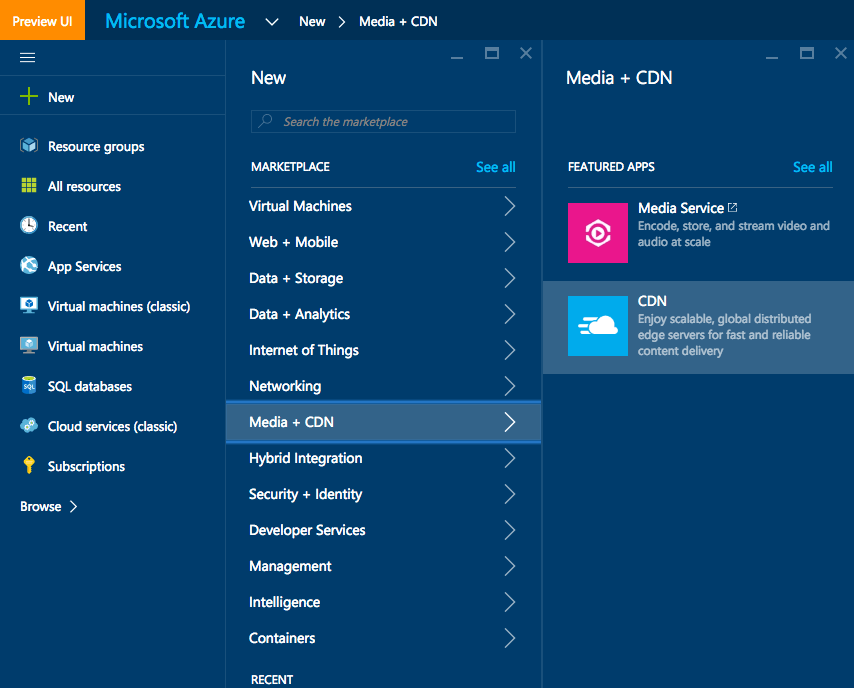 Preview UI
Microsoft Azure
New
Media + CDN
New
Resource groups
All resources
Recent
App Services
Virtual machines (classic)
Virtual machines
SQL databases
SQL
Cloud services (classic)
Subscriptions
Browse
New
Search the marketplace
MARKETPLACE
See all
Virtual Machines
Web + Mobile
Data + Storage
Data + Analytics
Internet of Things
Networking
Media + CDN
Hybrid Integration
Security + Identity
Developer Services
Management
Intelligence
Containers
RECENT
Media + CDN
FEATURED APPS
See all
Media Service
Encode, store, and stream video and
audio at scale
CDN
Enjoy scalable, global distributed
edge servers for fast and reliable
content delivery